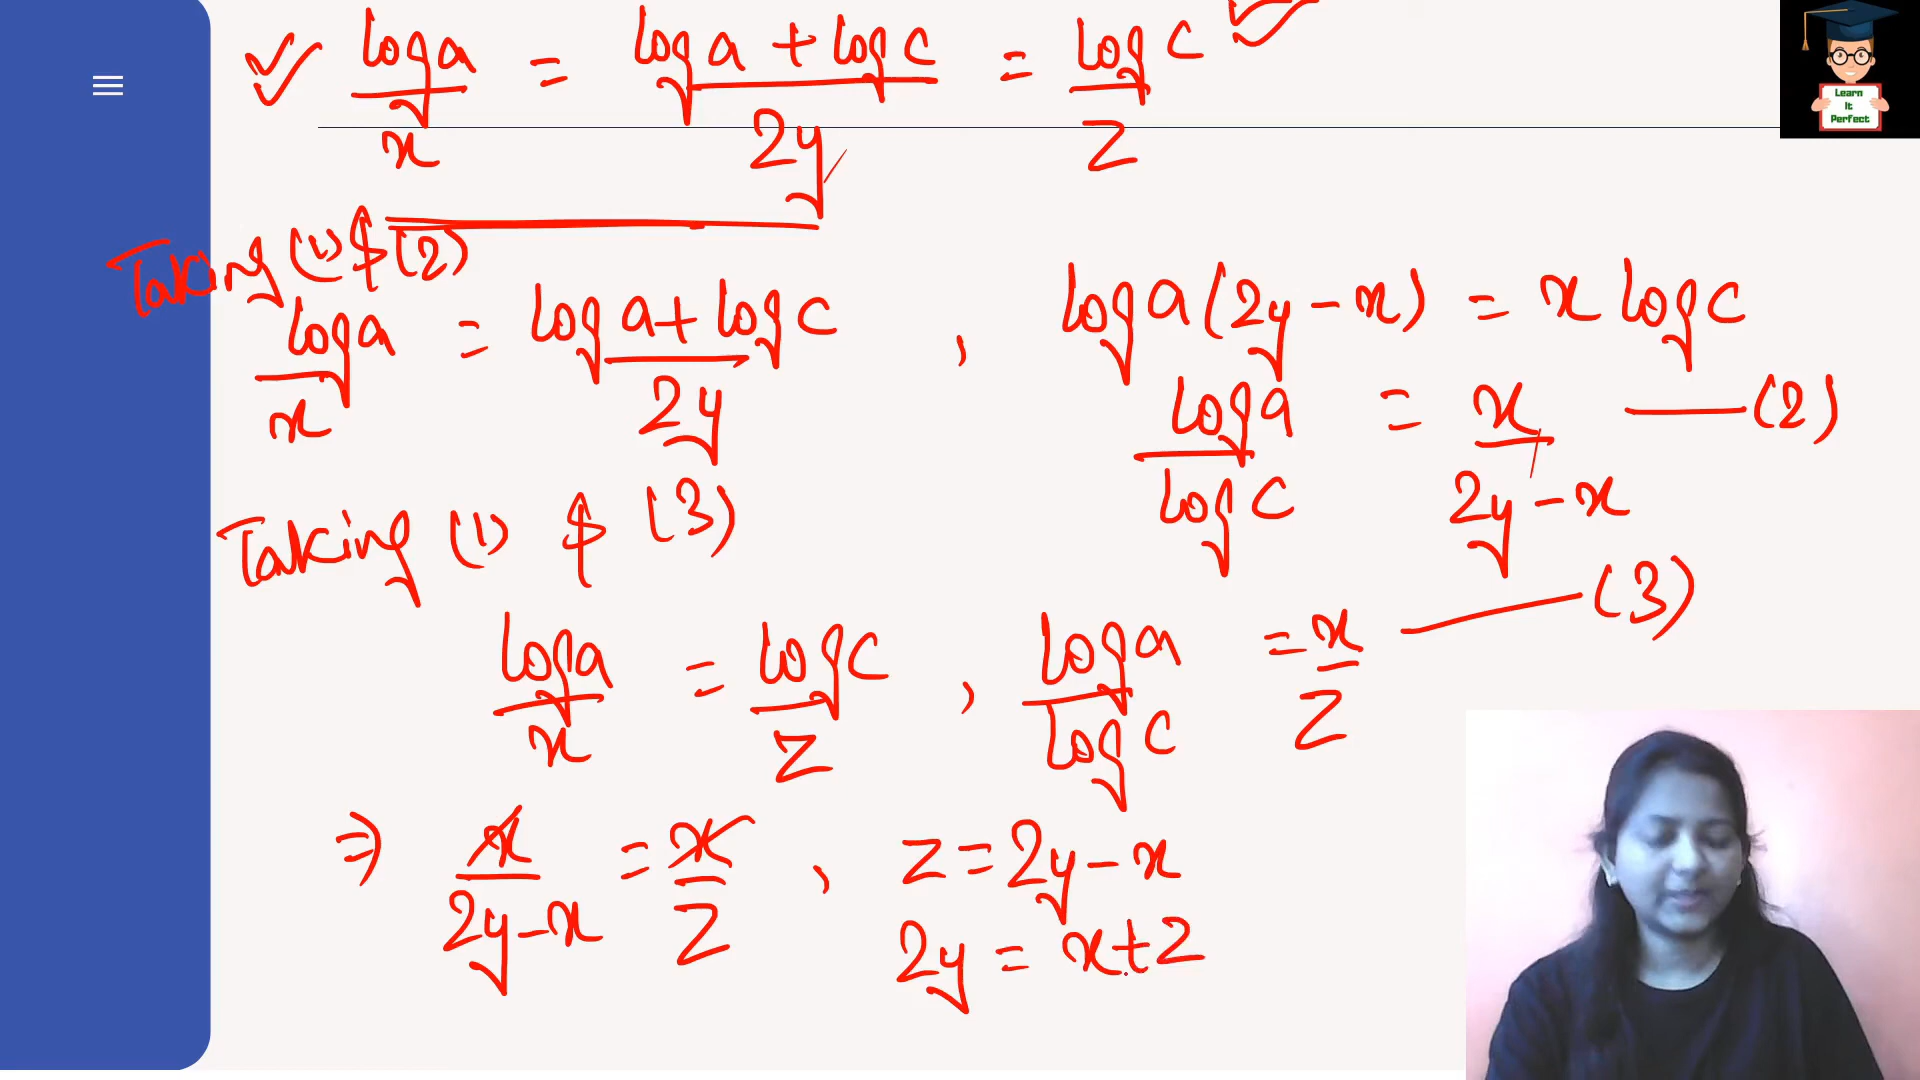 log a / x = (log a + log c) / 2y = log c / z
Learn
It
Perfect
Taking (1) & (2)
log a / x = (log a + log c) / 2y , log a (2y - x) = x log c
log a / log c = x / (2y - x) —— (2)
Taking (1) & (3)
log a / x = log c / z , log a / log c = x / z —— (3)
⇒ x / (2y - x) = x / z , z = 2y - x
2y = x + z